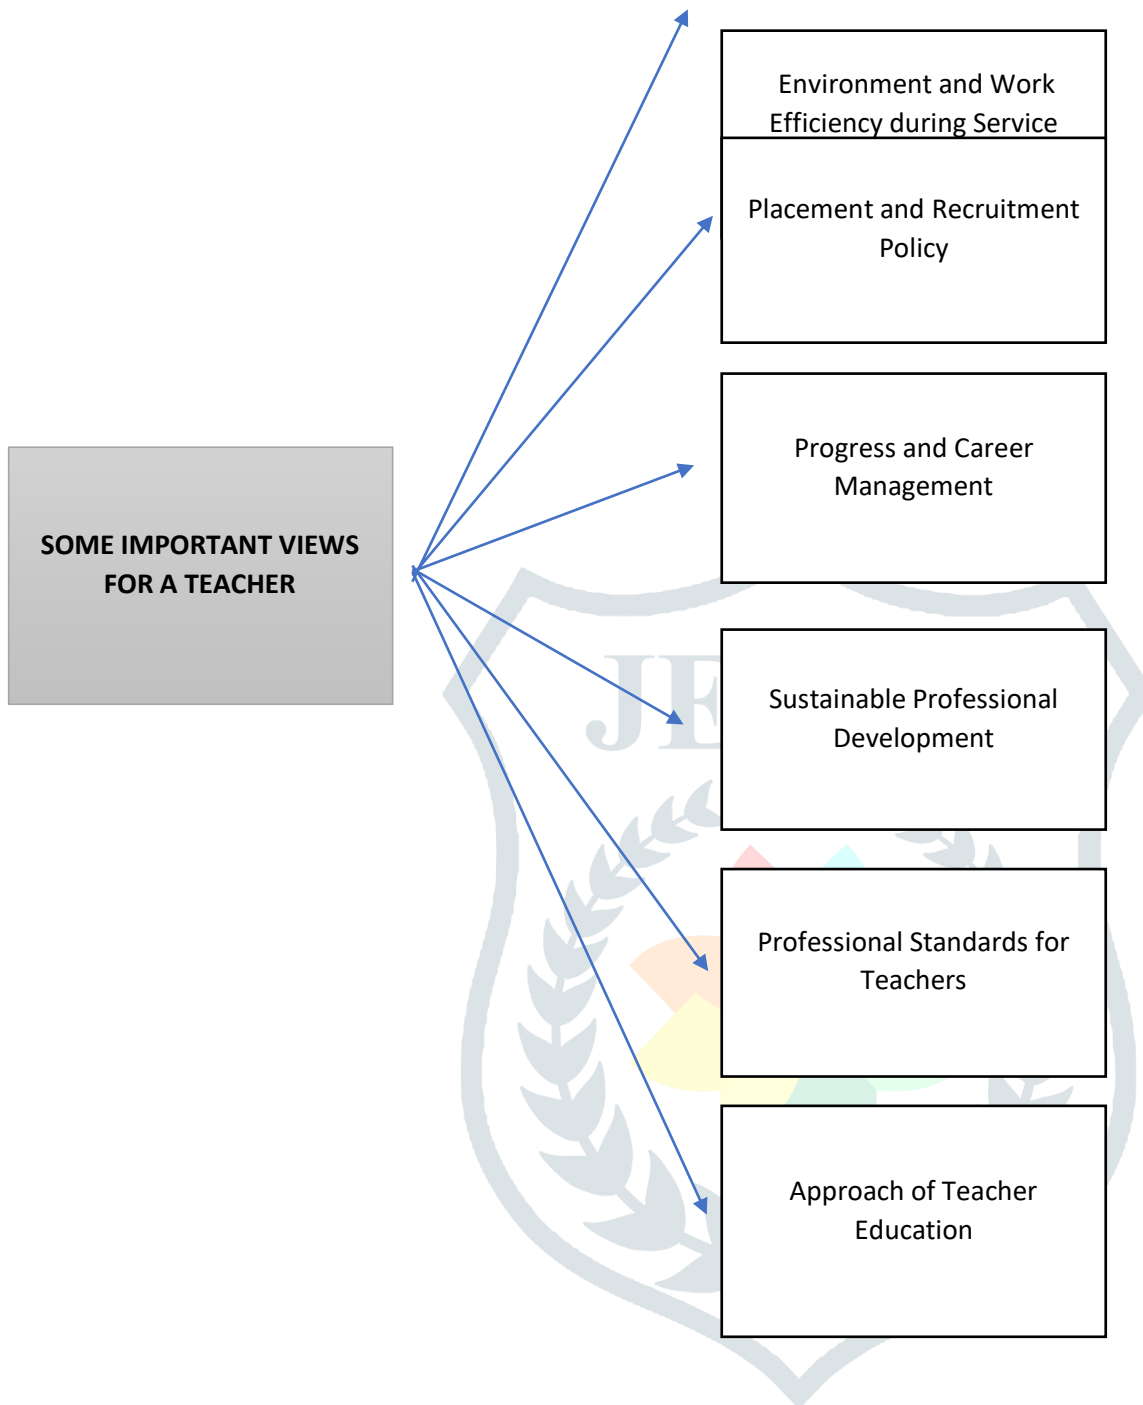 Environment and Work
Efficiency during Service
Placement and Recruitment
Policy
Progress and Career
Management
SOME IMPORTANT VIEWS
FOR A TEACHER
Sustainable Professional
Development
Professional Standards for
Teachers
Approach of Teacher
Education